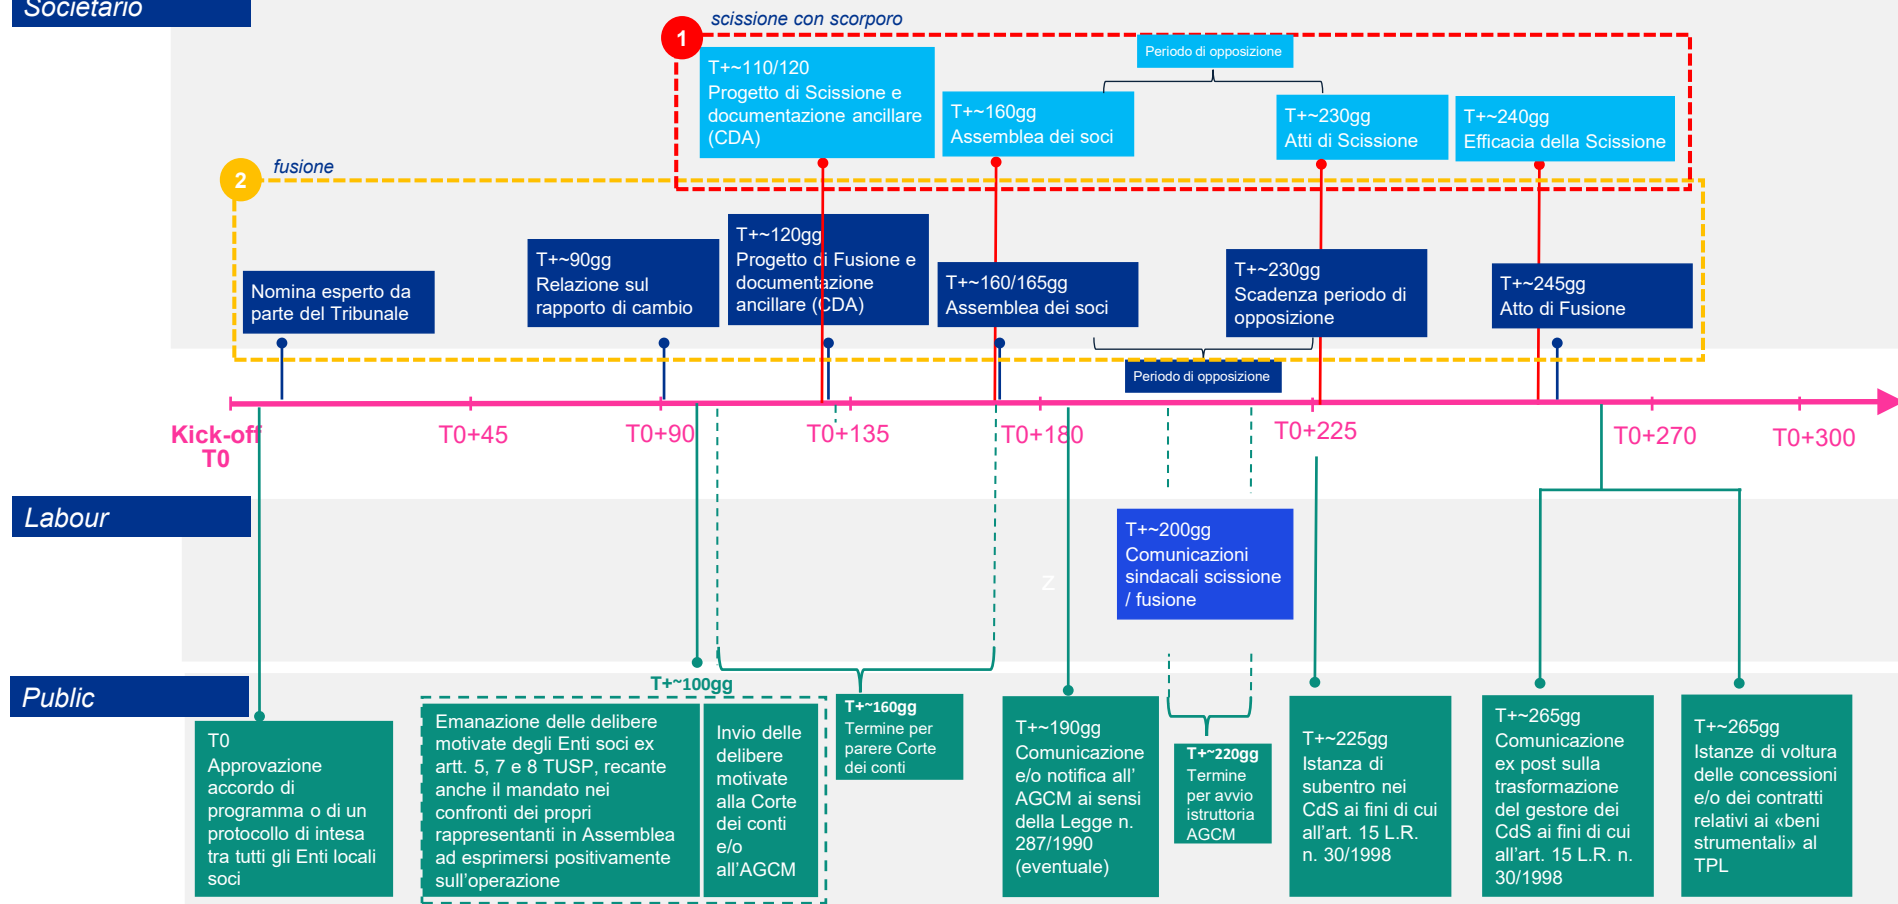 Societario
scissione con scorporo
1
Periodo di opposizione
T+~110/120
Progetto di Scissione e
documentazione ancillare
(CDA)
T+~160gg
Assemblea dei soci
T+~230gg
Atti di Scissione
T+~240gg
Efficacia della Scissione
2
fusione
Nomina esperto da
parte del Tribunale
T+~90gg
Relazione sul
rapporto di cambio
T+~120gg
Progetto di Fusione e
documentazione
ancillare (CDA)
T+~160/165gg
Assemblea dei soci
T+~230gg
Scadenza periodo di
opposizione
T+~245gg
Atto di Fusione
Periodo di opposizione
Kick-off
T0
T0+45
T0+90
T0+135
T0+180
T0+225
T0+270
T0+300
Labour
T+~200gg
Comunicazioni
sindacali scissione
/ fusione
z
Public
T0
Approvazione
accordo di
programma o di un
protocollo di intesa
tra tutti gli Enti locali
soci
T+~100gg
Emanazione delle delibere
motivate degli Enti soci ex
artt. 5, 7 e 8 TUSP, recante
anche il mandato nei
confronti dei propri
rappresentanti in Assemblea
ad esprimersi positivamente
sull'operazione
Invio delle
delibere
motivate
alla Corte
dei conti
e/o
all'AGCM
T+~160gg
Termine per
parere Corte
dei conti
T+~190gg
Comunicazione
e/o notifica all'
AGCM ai sensi
della Legge n.
287/1990
(eventuale)
T+~220gg
Termine
per avvio
istruttoria
AGCM
T+~225gg
Istanza di
subentro nei
CdS ai fini di cui
all'art. 15 L.R.
n. 30/1998
T+~265gg
Comunicazione
ex post sulla
trasformazione
del gestore dei
CdS ai fini di cui
all'art. 15 L.R. n.
30/1998
T+~265gg
Istanze di voltura
delle concessioni
e/o dei contratti
relativi ai «beni
strumentali» al
TPL